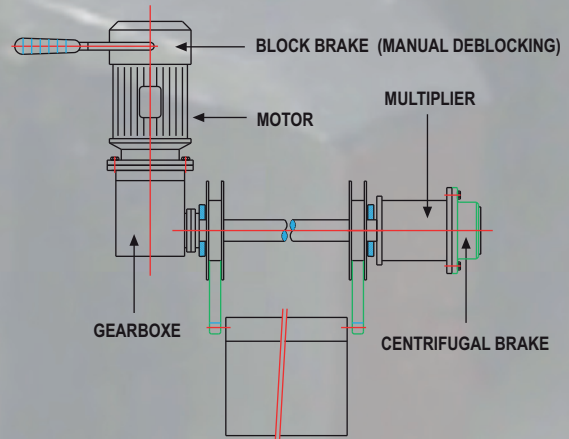 BLOCK BRAKE (MANUAL DEBLOCKING)
MULTIPLIER
MOTOR
GEARBOXE
CENTRIFUGAL BRAKE